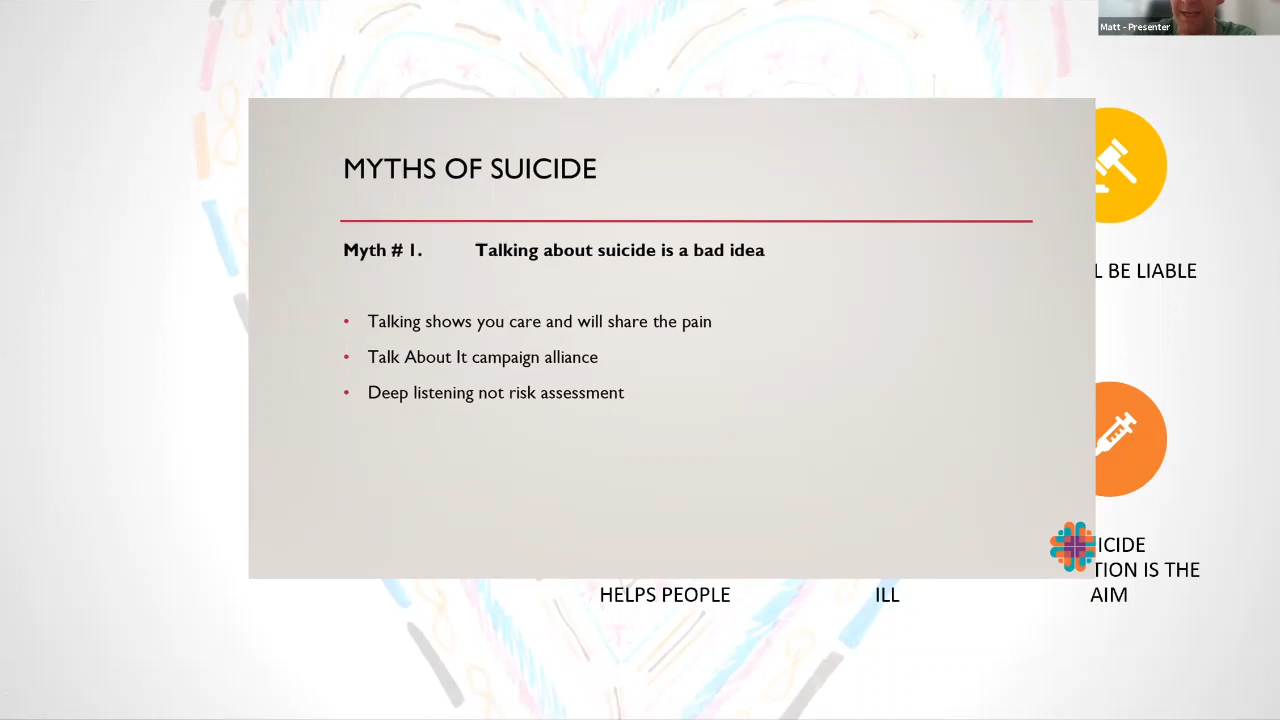 Matt - Presenter
MYTHS OF SUICIDE
Myth # 1. Talking about suicide is a bad idea
L BE LIABLE
• Talking shows you care and will share the pain
• Talk About It campaign alliance
• Deep listening not risk assessment
ICIDE
TION IS THE
AIM
HELPS PEOPLE
ILL